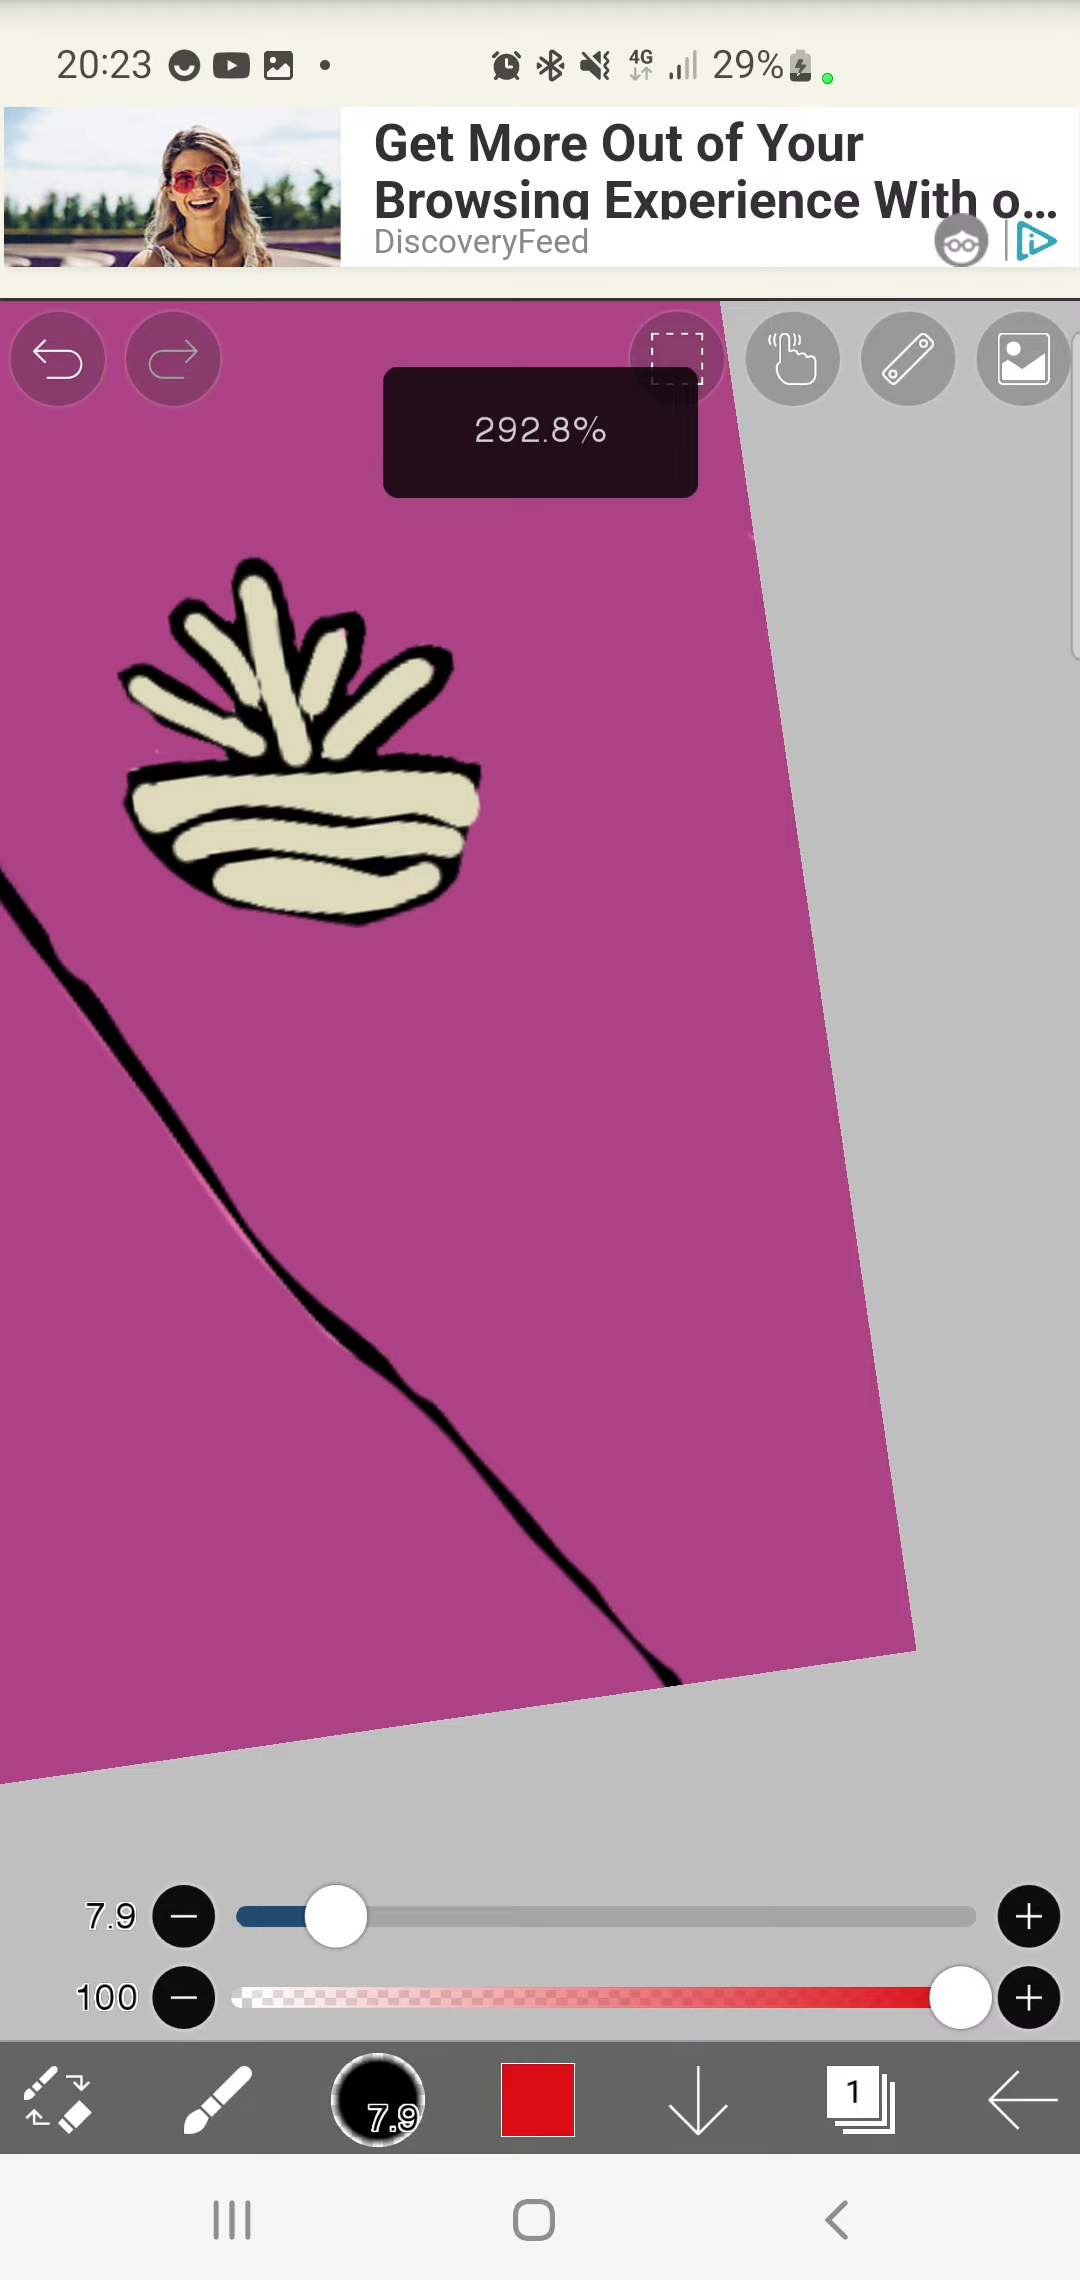 20:23
4G
29%
Get More Out of Your
Browsing Experience With o...
DiscoveryFeed
292.8%
7.9
100
7.9
1